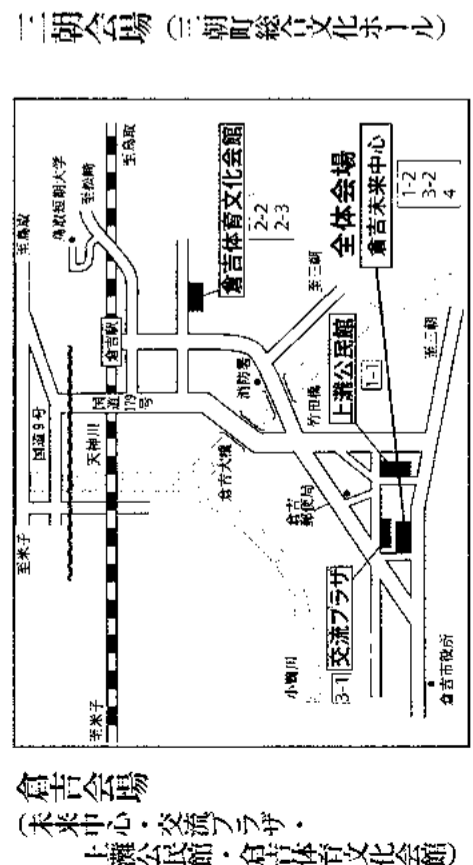 三朝会場 (三朝町総合文化ホール)
至鳥取
鳥取短期大学
至松崎
至鳥取
国道9号
至米子
天神川
国道179号
倉吉駅
倉吉体育文化会館
2-2
2-3
消防署
倉吉大橋
竹田橋
至三朝
全体会場
倉吉未来中心
1-2
3-2
4
上灘公民館
1-1
倉吉郵便局
至三朝
交流プラザ
3-1
小鴨川
至米子
倉吉市役所
倉吉会場
(未来中心・交流プラザ・
上灘公民館・倉吉体育文化会館)